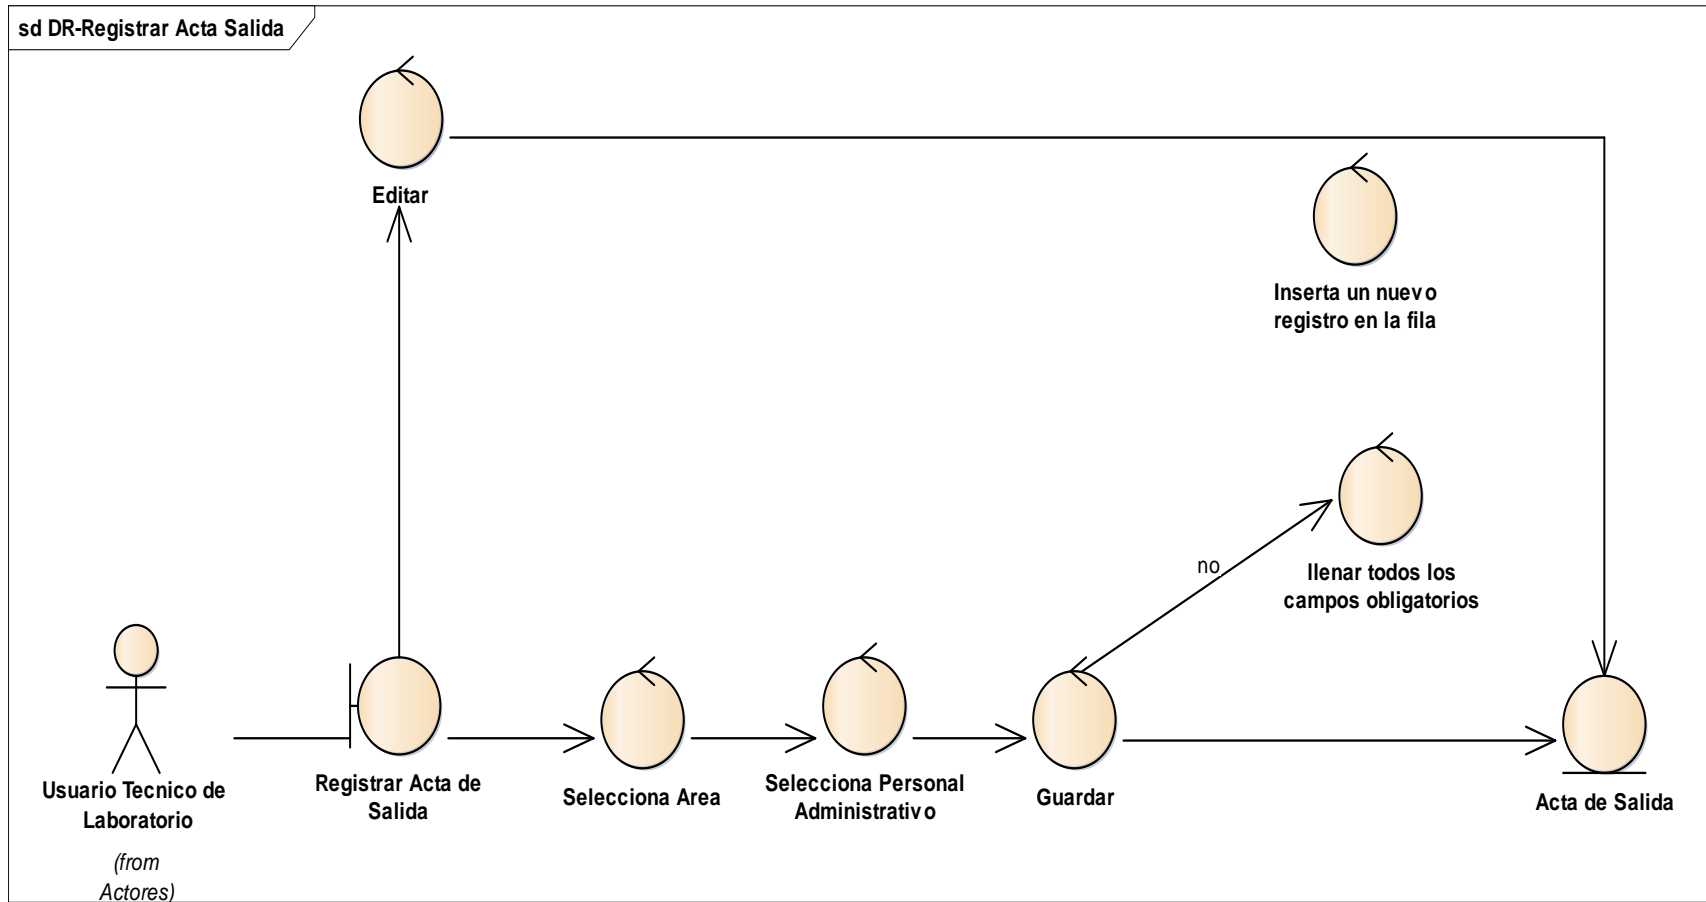 sd DR-Registrar Acta Salida
Editar
Inserta un nuevo
registro en la fila
no
llenar todos los
campos obligatorios
Usuario Tecnico de
Laboratorio
(from
Actores)
Registrar Acta de
Salida
Selecciona Area
Selecciona Personal
Administrativo
Guardar
Acta de Salida